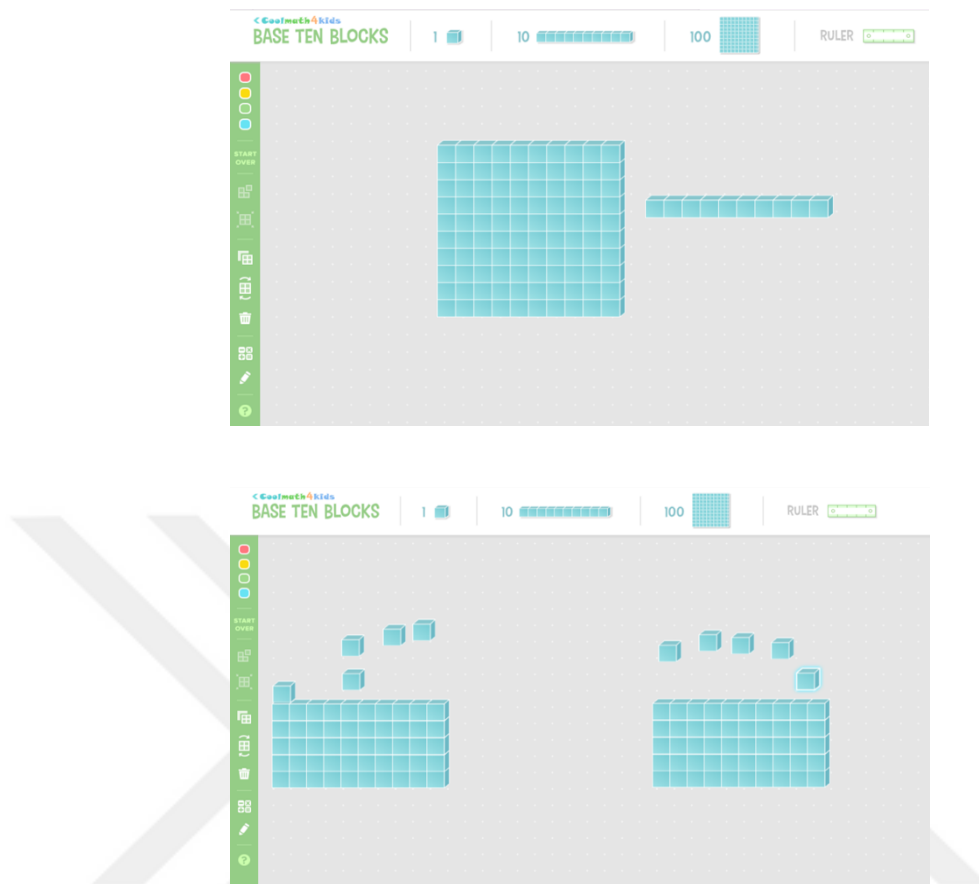 < Coolmath4kids
BASE TEN BLOCKS
1
10
100
RULER
START OVER
?
< Coolmath4kids
BASE TEN BLOCKS
1
10
100
RULER
START OVER
?